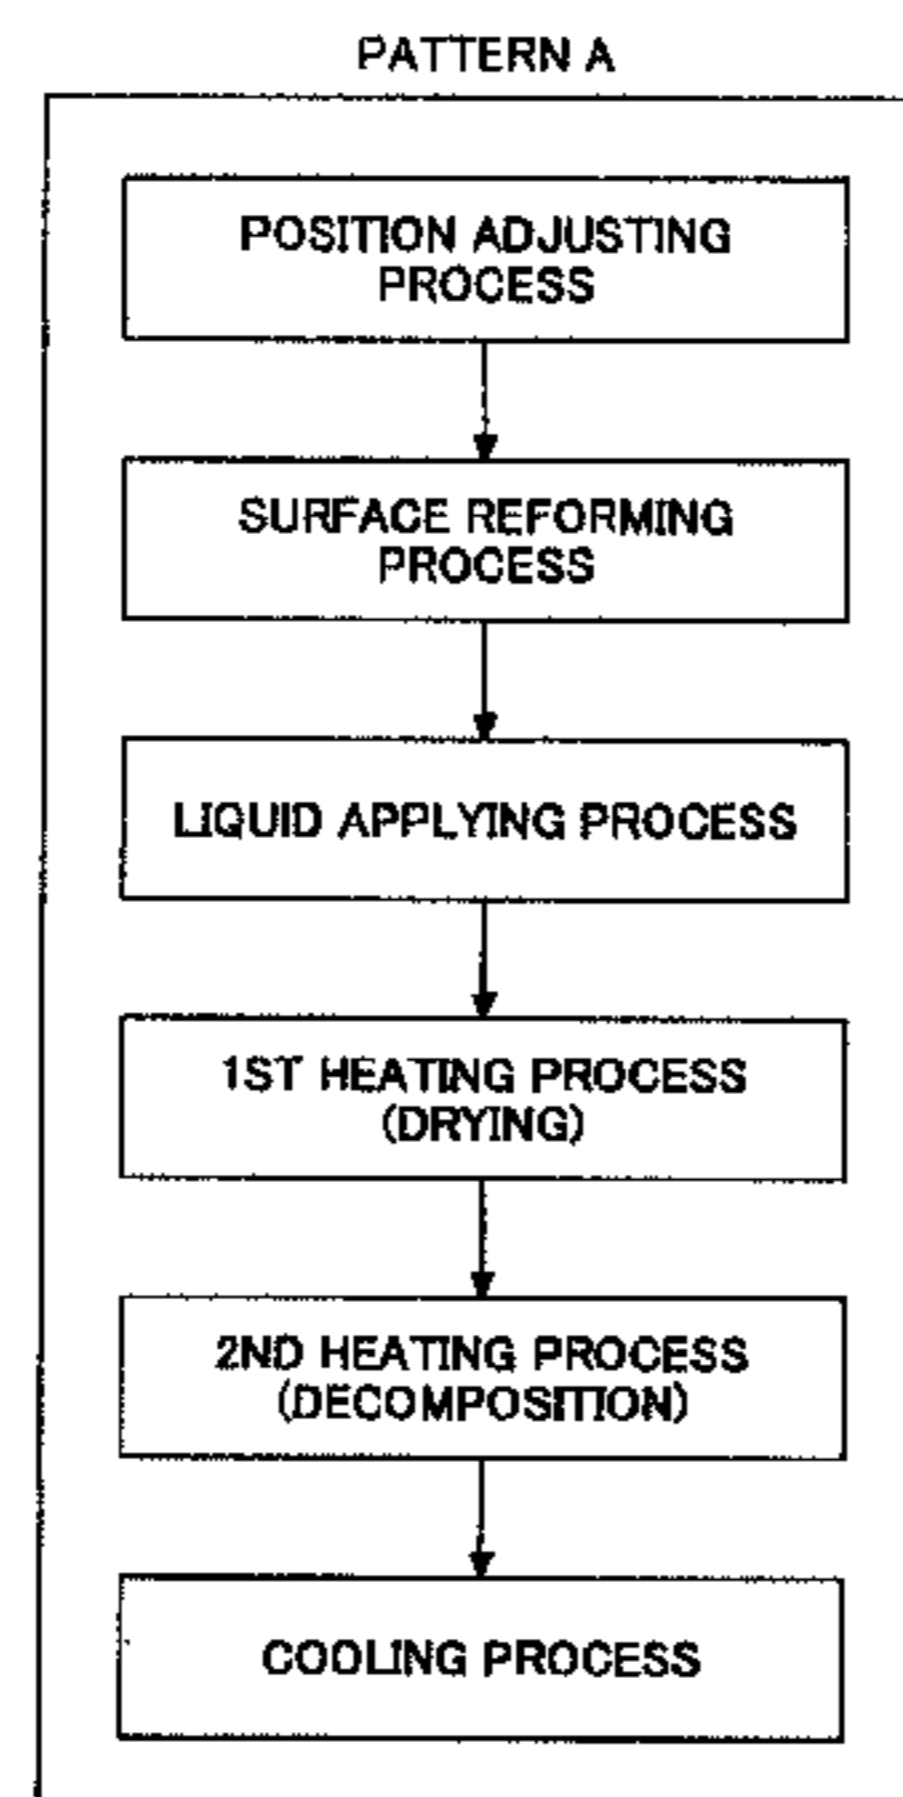 PATTERN A
POSITION ADJUSTING
PROCESS
SURFACE REFORMING
PROCESS
LIQUID APPLYING PROCESS
1ST HEATING PROCESS
(DRYING)
2ND HEATING PROCESS
(DECOMPOSITION)
COOLING PROCESS